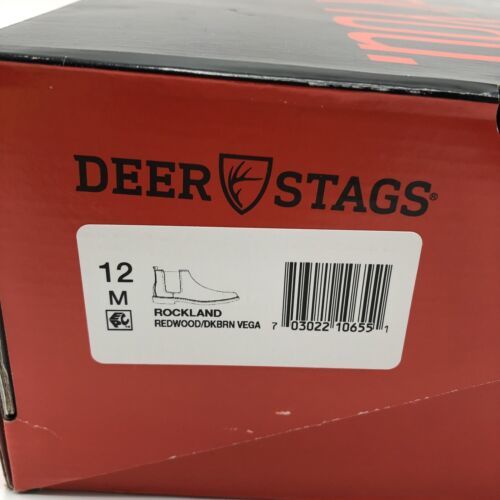 DEER STAGS®
12
M
ROCKLAND
REDWOOD/DKBRN VEGA
7 03022 10655 1